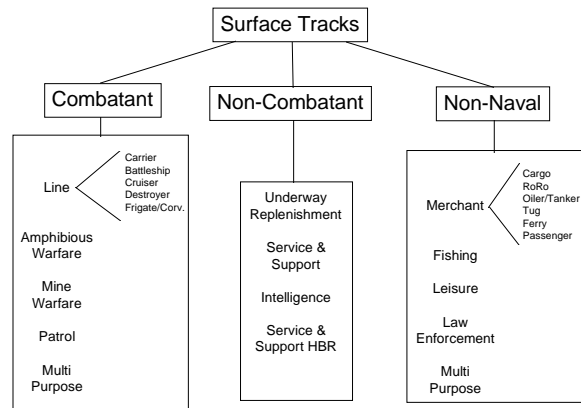 Surface Tracks
Combatant
Non-Combatant
Non-Naval
Line
Carrier
Battleship
Cruiser
Destroyer
Frigate/Corv.
Amphibious
Warfare
Mine
Warfare
Patrol
Multi
Purpose
Underway
Replenishment
Service &
Support
Intelligence
Service &
Support HBR
Merchant
Cargo
RoRo
Oiler/Tanker
Tug
Ferry
Passenger
Fishing
Leisure
Law
Enforcement
Multi
Purpose